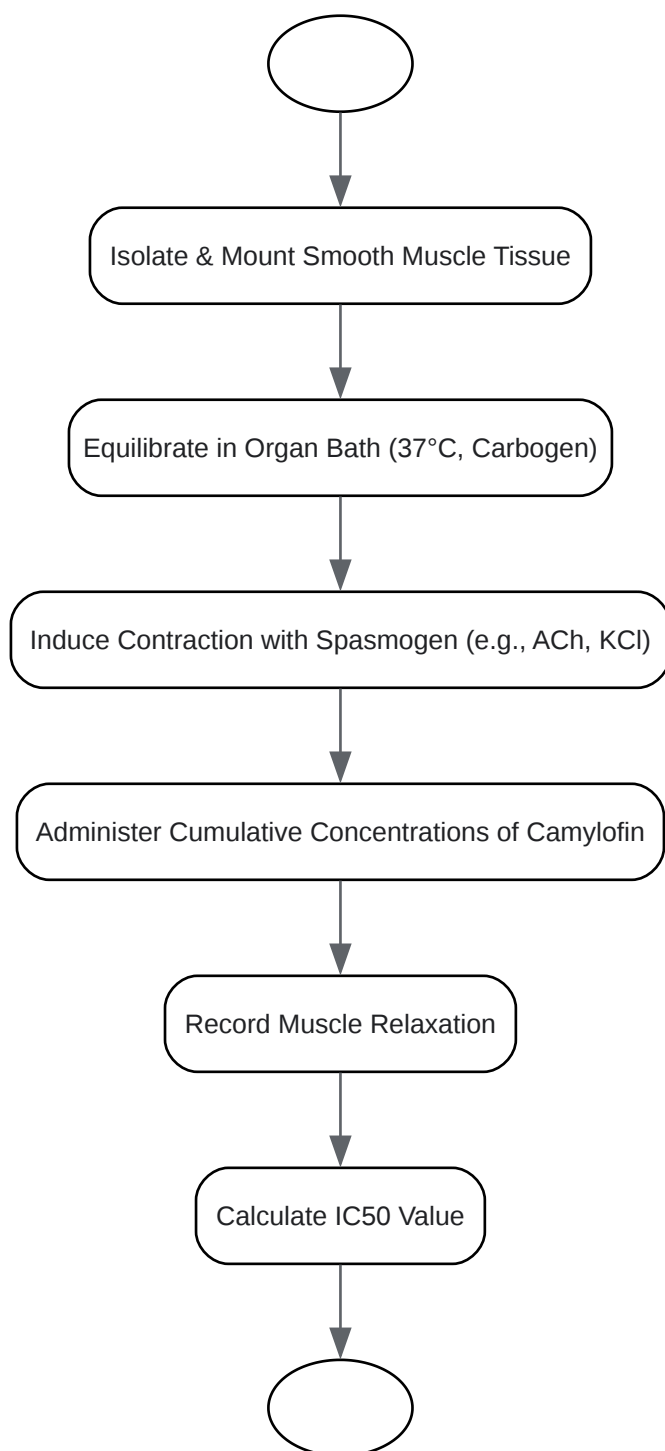 Isolate & Mount Smooth Muscle Tissue
Equilibrate in Organ Bath (37°C, Carbogen)
Induce Contraction with Spasmogen (e.g., ACh, KCl)
Administer Cumulative Concentrations of Camylofin
Record Muscle Relaxation
Calculate IC50 Value